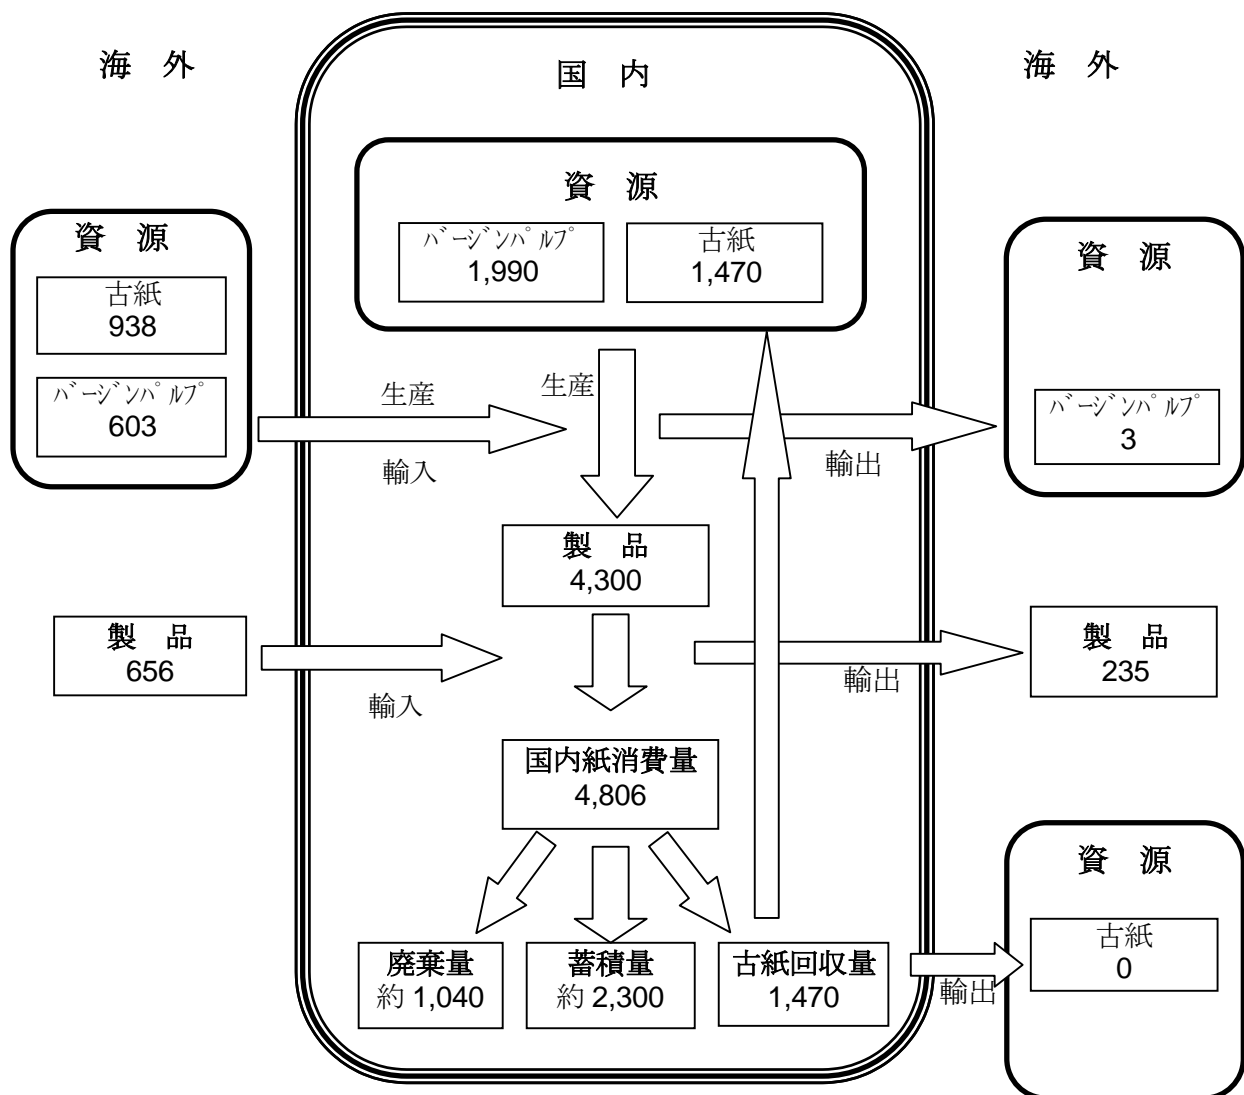 海 外
国 内
海 外
資 源
古紙
938
ﾊﾞｰｼﾞﾝﾊﾟﾙﾌﾟ
603
資 源
ﾊﾞｰｼﾞﾝﾊﾟﾙﾌﾟ
1,990
古紙
1,470
資 源
ﾊﾞｰｼﾞﾝﾊﾟﾙﾌﾟ
3
生産
輸入
生産
輸出
製 品
4,300
製 品
656
輸入
輸出
製 品
235
国内紙消費量
4,806
廃棄量
約 1,040
蓄積量
約 2,300
古紙回収量
1,470
輸出
資 源
古紙
0